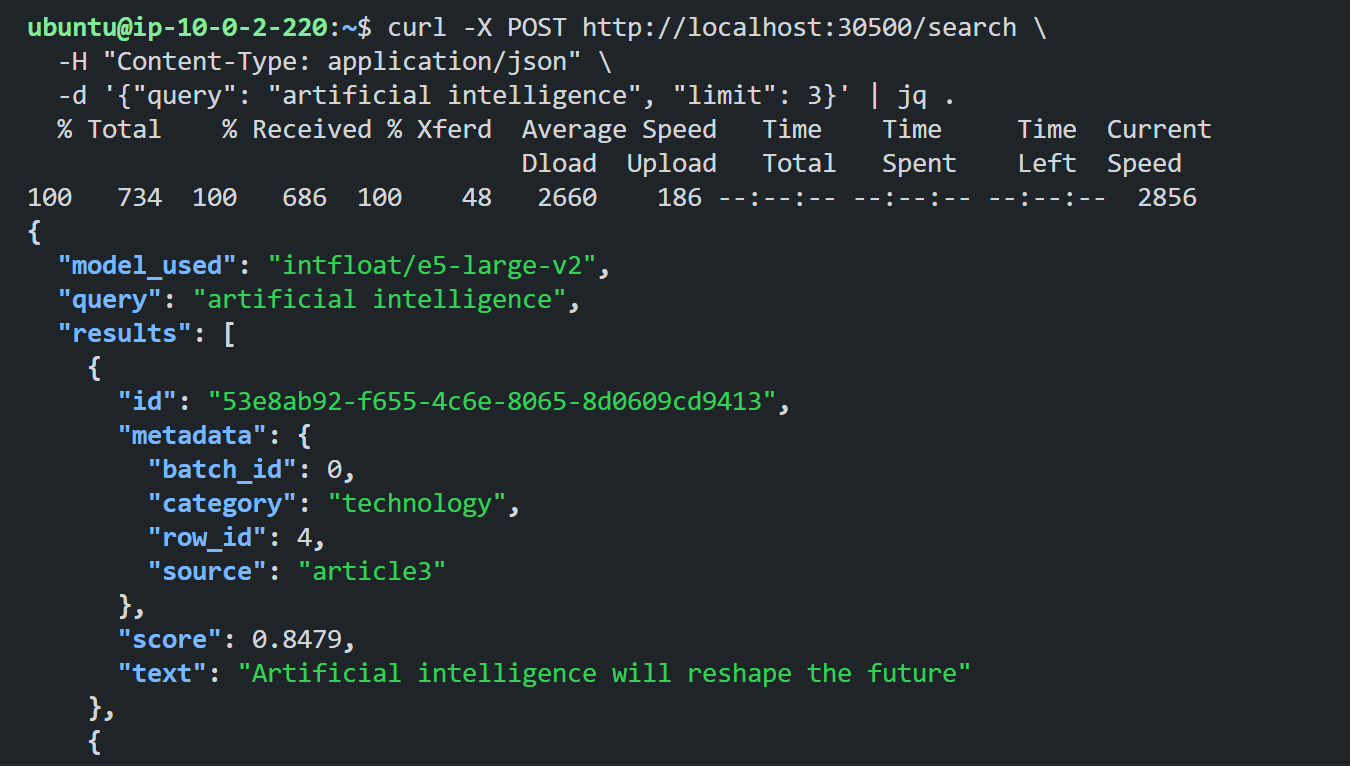 ubuntu@ip-10-0-2-220:~$ curl -X POST http://localhost:30500/search \
  -H "Content-Type: application/json" \
  -d '{"query": "artificial intelligence", "limit": 3}' | jq .
  % Total    % Received % Xferd  Average Speed   Time    Time     Time  Current
                                 Dload  Upload   Total   Spent    Left  Speed
100   734  100   686  100    48   2660    186 --:--:-- --:--:-- --:--:--  2856
{
  "model_used": "intfloat/e5-large-v2",
  "query": "artificial intelligence",
  "results": [
    {
      "id": "53e8ab92-f655-4c6e-8065-8d0609cd9413",
      "metadata": {
        "batch_id": 0,
        "category": "technology",
        "row_id": 4,
        "source": "article3"
      },
      "score": 0.8479,
      "text": "Artificial intelligence will reshape the future"
    },
    {